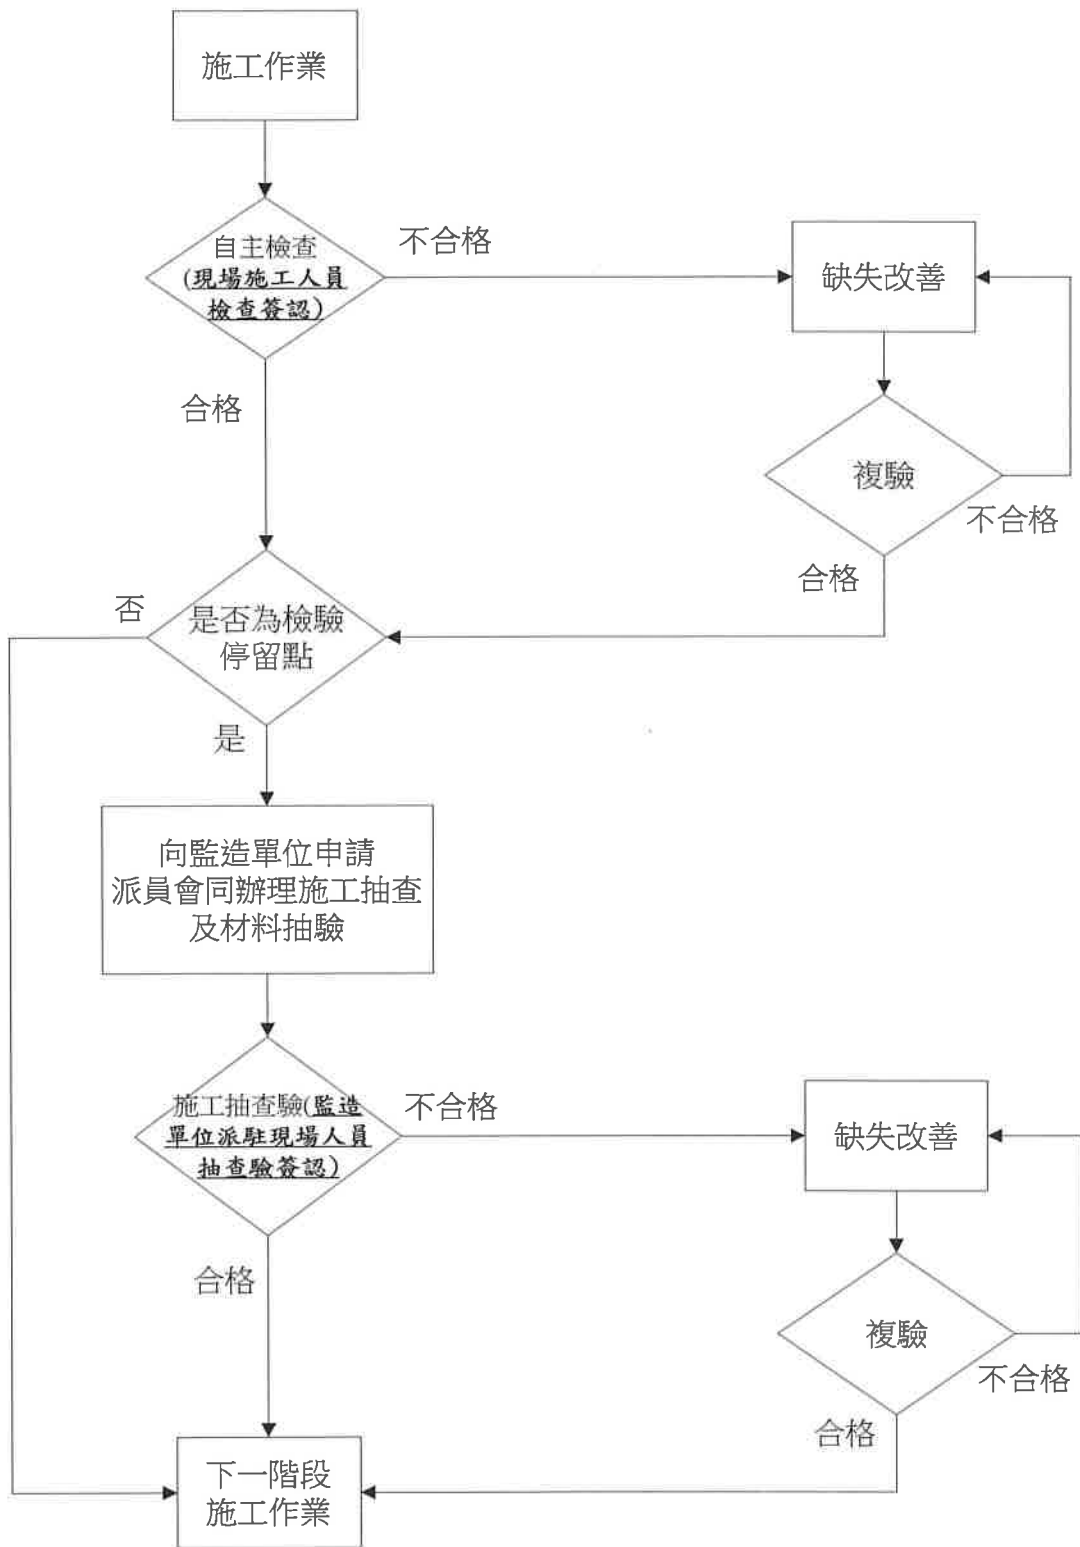 施工作業
自主檢查
(現場施工人員
檢查簽認)
不合格
缺失改善
合格
複驗
不合格
合格
否
是否為檢驗
停留點
是
向監造單位申請
派員會同辦理施工抽查
及材料抽驗
施工抽查驗(監造
單位派駐現場人員
抽查驗簽認)
不合格
缺失改善
合格
複驗
不合格
合格
下一階段
施工作業